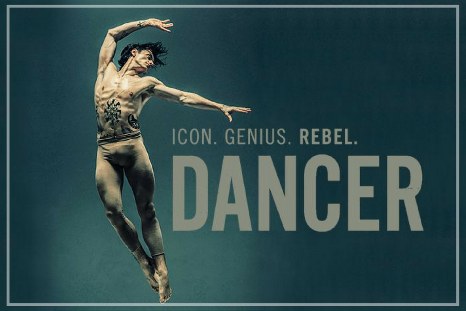 ICON. GENIUS. REBEL.
DANCER